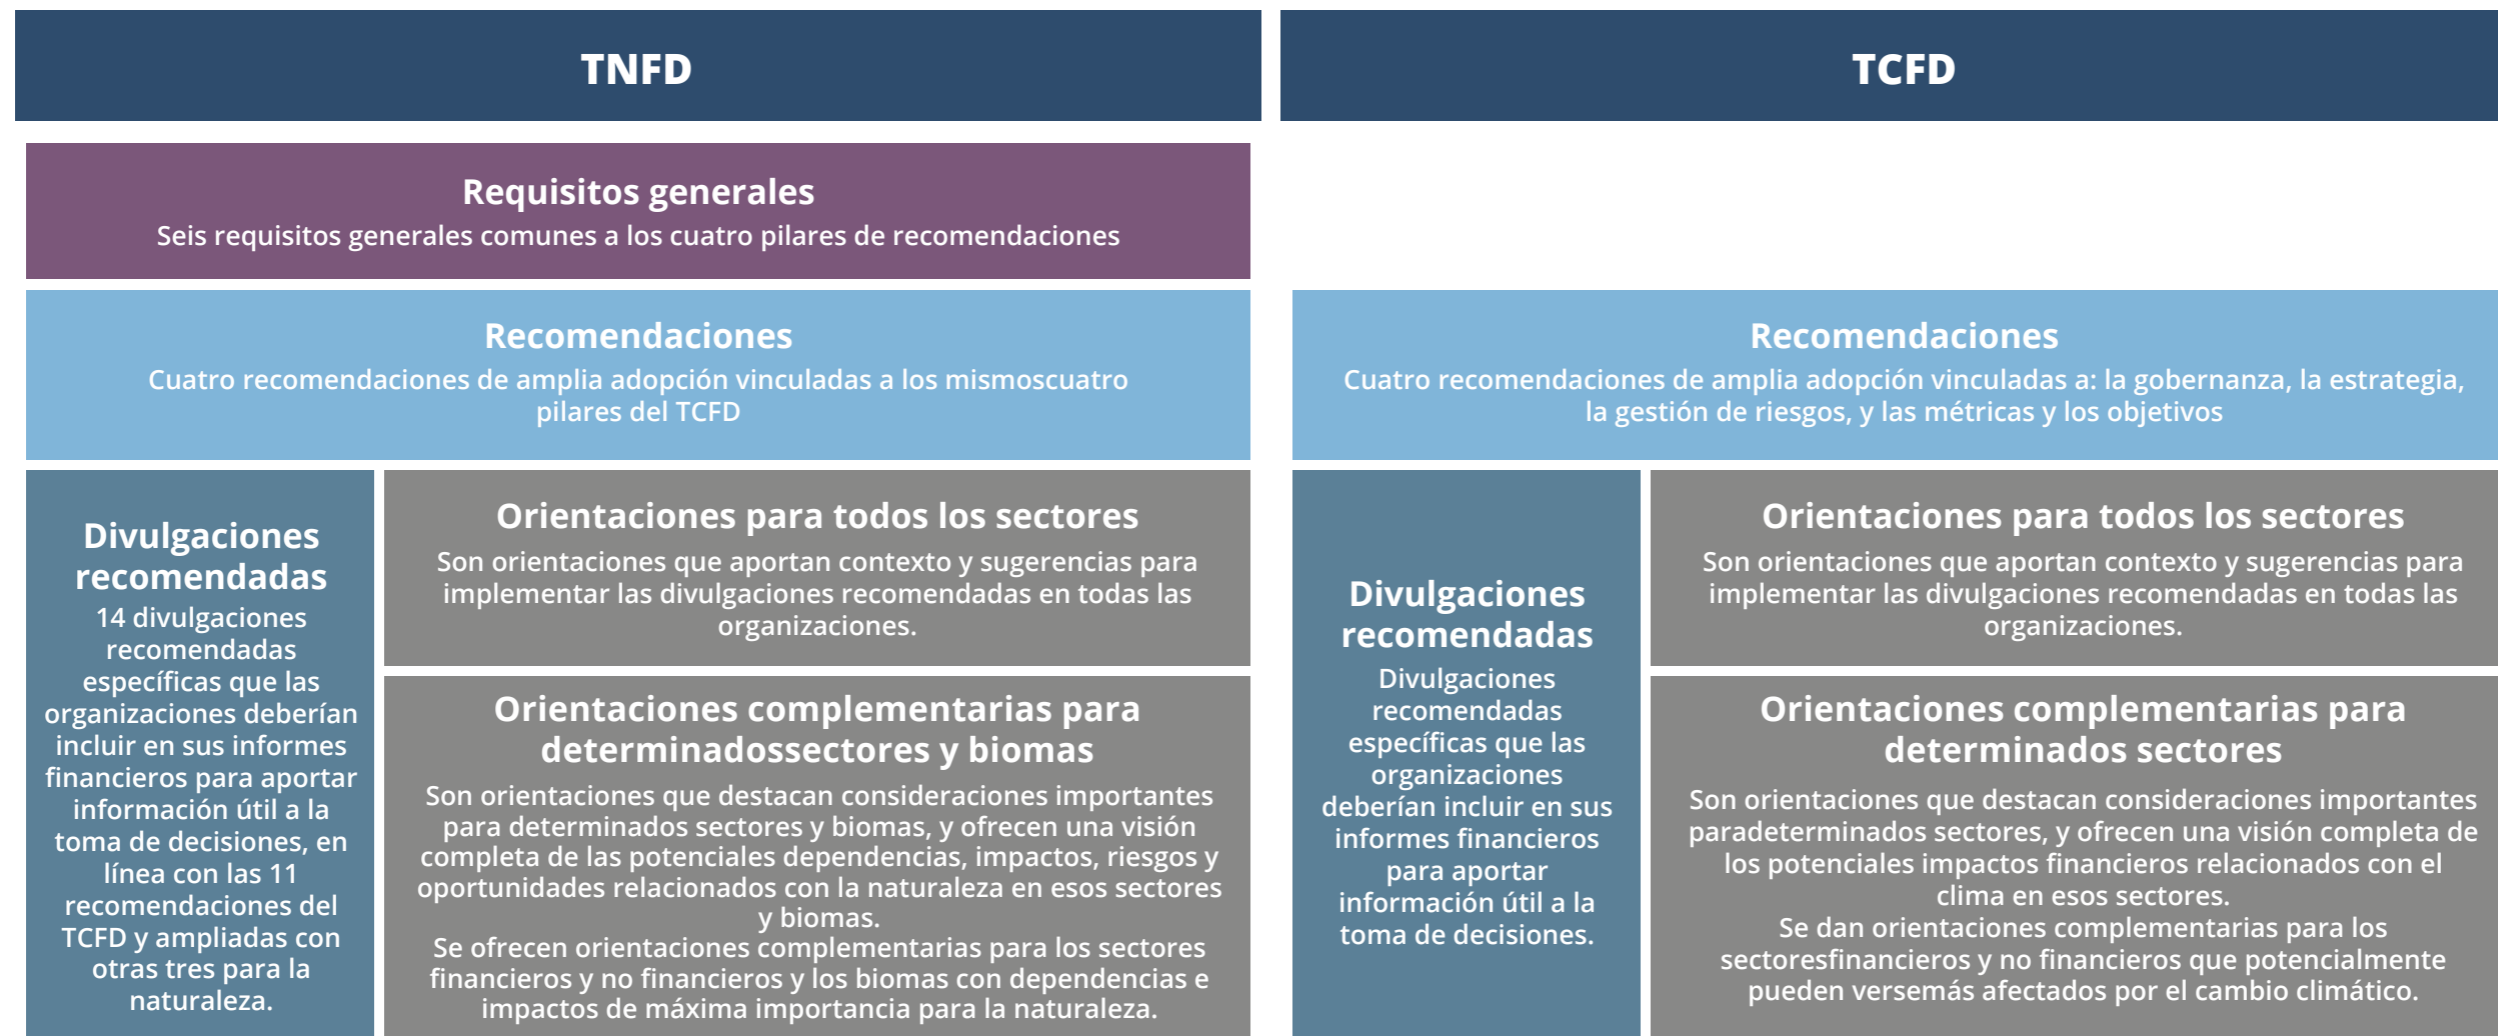 TNFD
Requisitos generales
Seis requisitos generales comunes a los cuatro pilares de recomendaciones
Recomendaciones
Cuatro recomendaciones de amplia adopción vinculadas a los mismoscuatro
pilares del TCFD
Divulgaciones
recomendadas
14 divulgaciones
recomendadas
específicas que las
organizaciones deberían
incluir en sus informes
financieros para aportar
información útil a la
toma de decisiones, en
línea con las 11
recomendaciones del
TCFD y ampliadas con
otras tres para la
naturaleza.
Orientaciones para todos los sectores
Son orientaciones que aportan contexto y sugerencias para
implementar las divulgaciones recomendadas en todas las
organizaciones.
Orientaciones complementarias para
determinadossectores y biomas
Son orientaciones que destacan consideraciones importantes
para determinados sectores y biomas, y ofrecen una visión
completa de las potenciales dependencias, impactos, riesgos y
oportunidades relacionados con la naturaleza en esos sectores
y biomas.
Se ofrecen orientaciones complementarias para los sectores
financieros y no financieros y los biomas con dependencias e
impactos de máxima importancia para la naturaleza.
TCFD
Recomendaciones
Cuatro recomendaciones de amplia adopción vinculadas a: la gobernanza, la estrategia,
la gestión de riesgos, y las métricas y los objetivos
Divulgaciones
recomendadas
Divulgaciones
recomendadas
específicas que las
organizaciones
deberían incluir en sus
informes financieros
para aportar
información útil a la
toma de decisiones.
Orientaciones para todos los sectores
Son orientaciones que aportan contexto y sugerencias para
implementar las divulgaciones recomendadas en todas las
organizaciones.
Orientaciones complementarias para
determinados sectores
Son orientaciones que destacan consideraciones importantes
paradeterminados sectores, y ofrecen una visión completa de
los potenciales impactos financieros relacionados con el
clima en esos sectores.
Se dan orientaciones complementarias para los
sectoresfinancieros y no financieros que potencialmente
pueden versemás afectados por el cambio climático.